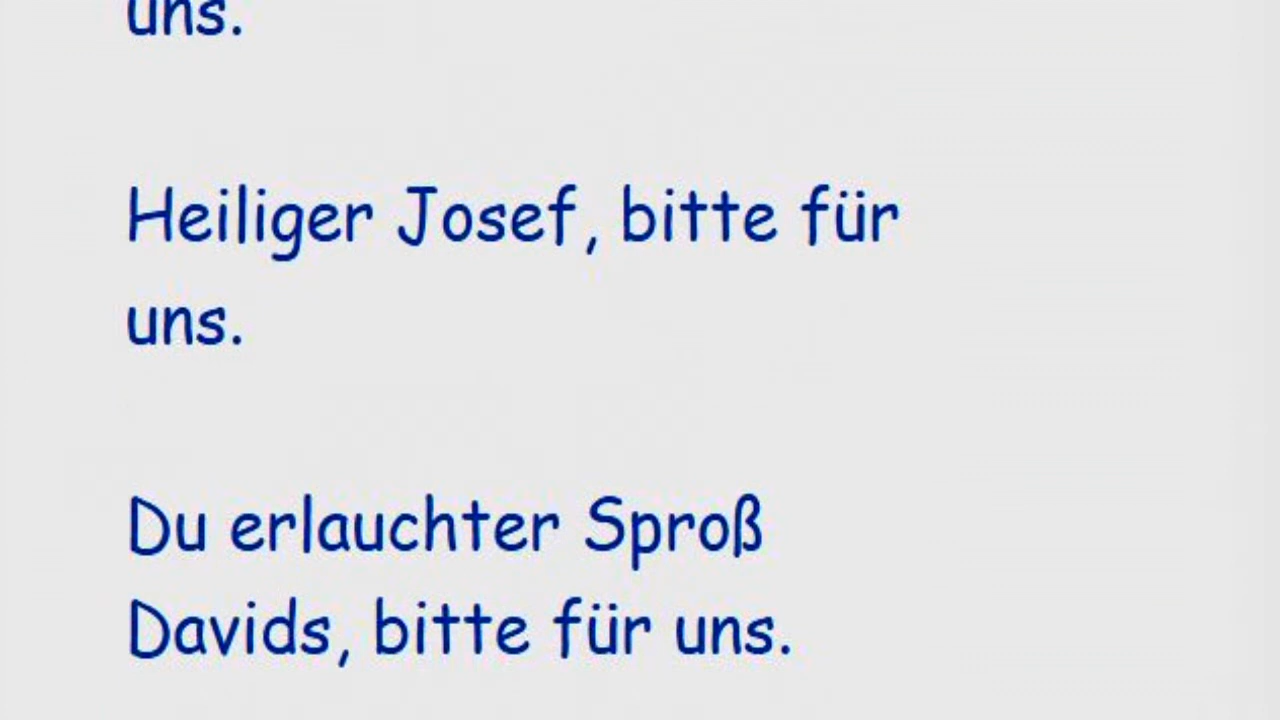 uns.
Heiliger Josef, bitte für
uns.
Du erlauchter Sproß
Davids, bitte für uns.